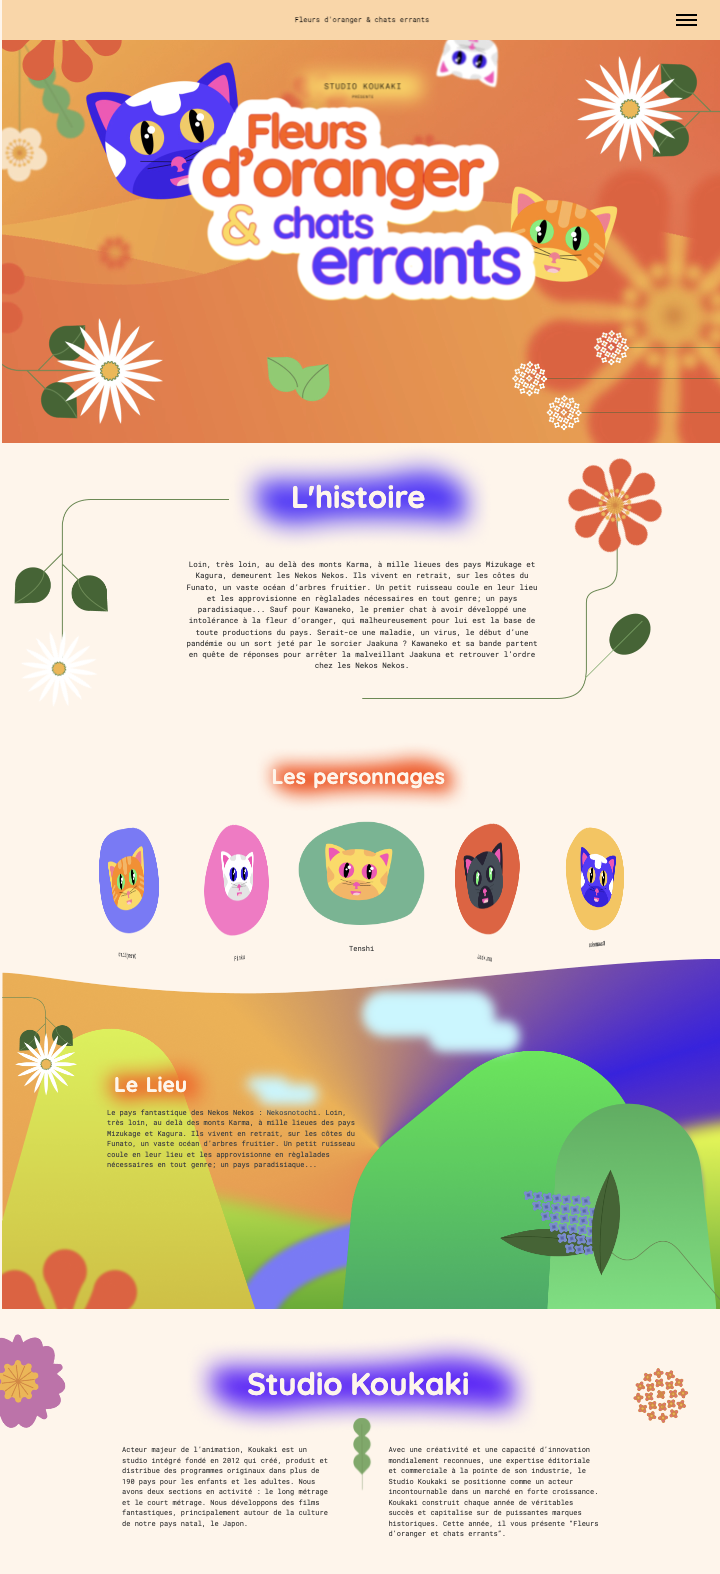 Fleurs d'oranger & chats errants
STUDIO KOUKAKI
Fleurs
d'oranger
& chats
errants
L'histoire
Loin, très loin, au delà des monts Karma, à mille lieues des pays Mizukage et
Kagura, demeurent les Nekos Nekos. Ils vivent en retrait, sur les côtes du
Funato, un vaste océan d'arbres fruitier. Un petit ruisseau coule en leur lieu
et les approvisionne en règlalades nécessaires en tout genre; un pays
paradisiaque... Sauf pour Kawaneko, le premier chat à avoir développé une
intolérance à la fleur d'oranger, qui malheureusement pour lui est la base de
toute productions du pays. Serait-ce une maladie, un virus, le début d'une
pandémie ou un sort jeté par le sorcier Jaakuna ? Kawaneko et sa bande partent
en quête de réponses pour arrêter la malveillant Jaakuna et retrouver l'ordre
chez les Nekos Nekos.
Les personnages
Tenshi
Le Lieu
Le pays fantastique des Nekos Nekos : Nekosnotochi. Loin,
très loin, au delà des monts Karma, à mille lieues des pays
Mizukage et Kagura. Ils vivent en retrait, sur les côtes du
Funato, un vaste océan d'arbres fruitier. Un petit ruisseau
coule en leur lieu et les approvisionne en réglalades
nécessaires en tout genre; un pays paradisiaque...
Studio Koukaki
Acteur majeur de l'animation, Koukaki est un
studio intégré fondé en 2012 qui créé, produit et
distribue des programmes originaux dans plus de
190 pays pour les enfants et les adultes. Nous
avons deux sections en activité : le long métrage
et le court métrage. Nous développons des films
fantastiques, principalement autour de la culture
de notre pays natal, le Japon.
Avec une créativité et une capacité d'innovation
mondialement reconnues, une expertise éditoriale
et commerciale à la pointe de son industrie, le
Studio Koukaki se positionne comme un acteur
incontournable dans un marché en forte croissance.
Koukaki construit chaque année de véritables
succès et capitalise sur de puissantes marques
historiques. Cette année, il vous présente "Fleurs
d'oranger et chats errants".